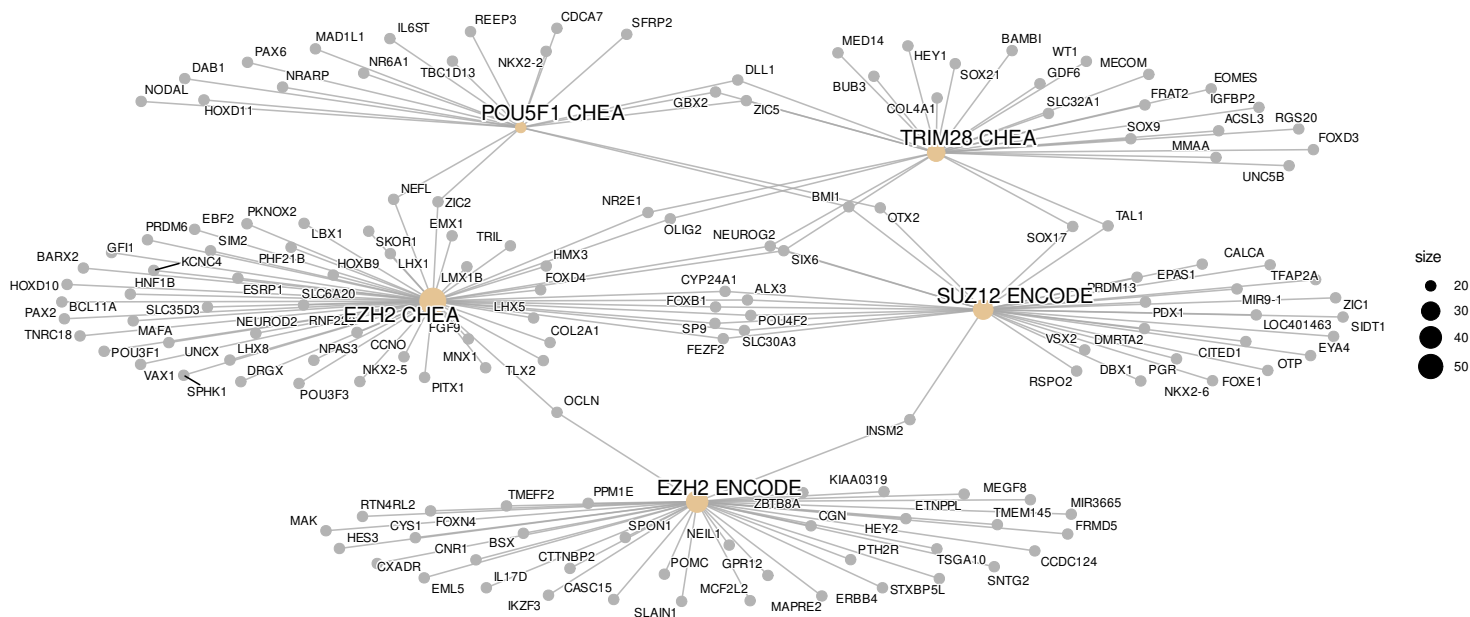 REEP3
CDCA7
IL6ST
SFRP2
MAD1L1
BAMBI
MED14
HEY1
WT1
PAX6
NR6A1
NKX2-2
MECOM
DAB1
NRARP
TBC1D13
DLL1
SOX21
GDF6
EOMES
NODAL
BUB3
FRAT2
IGFBP2
HOXD11
GBX2
ZIC5
COL4A1
SLC32A1
POU5F1 CHEA
ACSL3
RGS20
SOX9
FOXD3
TRIM28 CHEA
MMAA
UNC5B
NEFL
ZIC2
NR2E1
BMI1
OTX2
TAL1
OLIG2
SOX17
PKNOX2
EBF2
PRDM6
EMX1
LBX1
SKOR1
TRIL
NEUROG2
SIM2
GFI1
BARX2
KCNC4
PHF21B
HOXB9
LHX1
HMX3
SIX6
CALCA
LMX1B
FOXD4
EPAS1
TFAP2A
HOXD10
HNF1B
ESRP1
SLC6A20
CYP24A1
ALX3
PRDM13
size
20
BCL11A
SLC35D3
LHX5
FOXB1
SUZ12 ENCODE
MIR9-1
ZIC1
PAX2
EZH2 CHEA
PDX1
SIDT1
30
MAFA
NEUROD2
POU4F2
LOC401463
TNRC18
FGF9
COL2A1
SP9
SLC30A3
40
POU3F1
UNCX
LHX8
NPAS3
CCNO
MNX1
FEZF2
VSX2
DMRTA2
CITED1
EYA4
VAX1
DRGX
NKX2-5
TLX2
RSPO2
DBX1
PGR
FOXE1
OTP
50
SPHK1
POU3F3
PITX1
NKX2-6
OCLN
INSM2
EZH2 ENCODE
KIAA0319
MEGF8
RTN4RL2
TMEFF2
PPM1E
ZBTB8A
ETNPPL
MIR3665
MAK
CYS1
FOXN4
SPON1
CGN
HEY2
TMEM145
FRMD5
HES3
BSX
NEIL1
CNR1
CTTNBP2
PTH2R
TSGA10
CCDC124
CXADR
POMC
GPR12
SNTG2
EML5
IL17D
CASC15
MCF2L2
STXBP5L
IKZF3
SLAIN1
MAPRE2
ERBB4